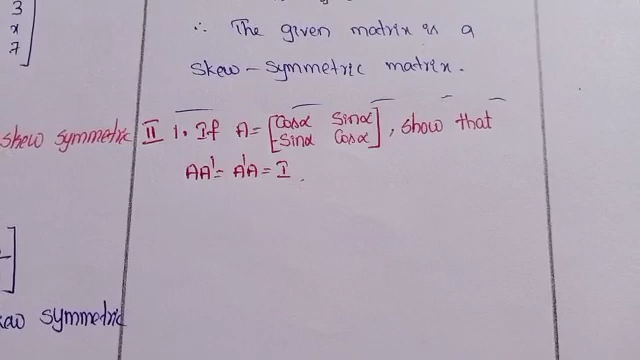 3
x
7
∴ The given matrix is a
skew-symmetric matrix.
skew symmetric
II 1. If A = [Cosα Sinα
-Sinα Cosα], show that
AA' = A'A = I.
symmetric